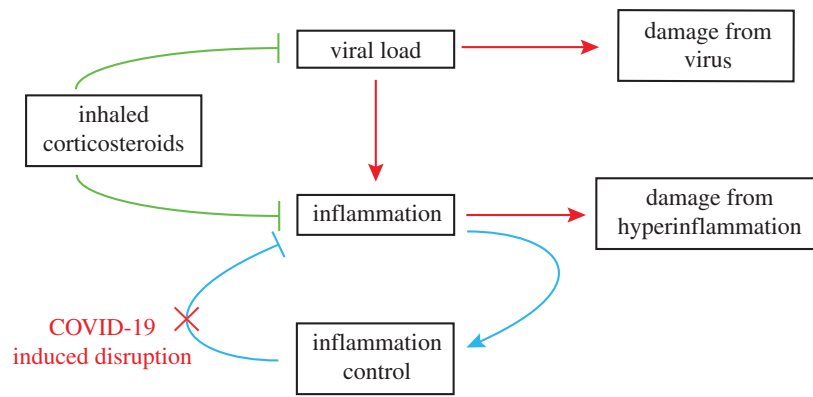 viral load
damage from
virus
inhaled
corticosteroids
inflammation
damage from
hyperinflammation
COVID-19
induced disruption
inflammation
control